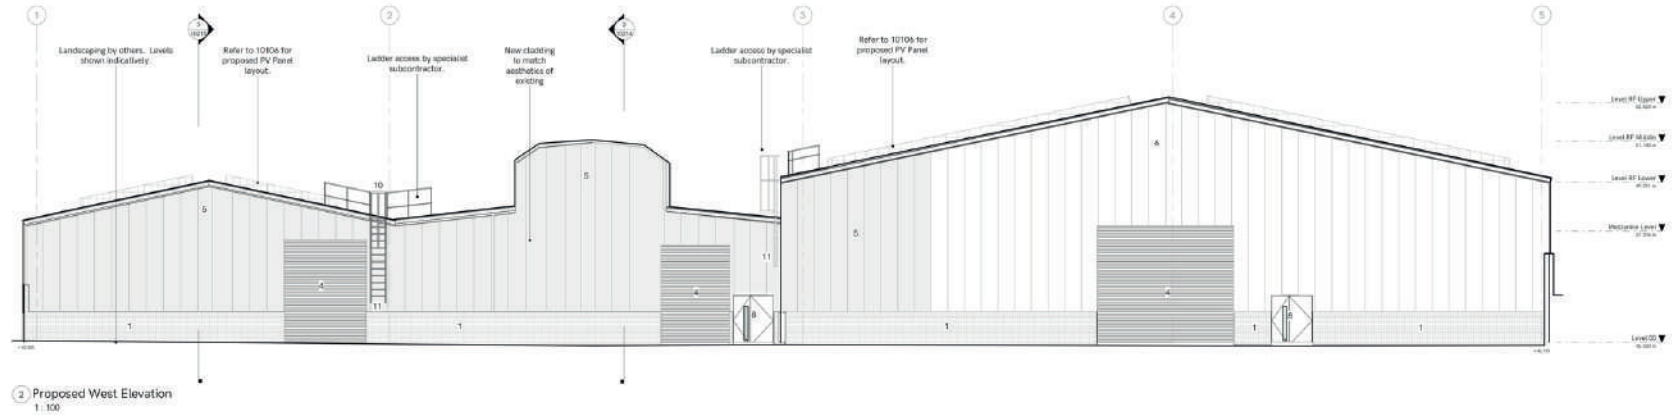 1
2
3
4
5
Landscaping by others. Levels
shown indicatively.
Refer to 10106 for
proposed PV Panel
layout.
Ladder access by specialist
subcontractor.
New cladding
to match
aesthetics of
existing
Ladder access by specialist
subcontractor.
Refer to 10106 for
proposed PV Panel
layout.
Level RF Upper
Level RF Middle
Level RF Lower
Mezzanine Level
Level 00
10
5
6
5
11
4
4
11
4
8
8
1
1
1
1
1
2 Proposed West Elevation
1 : 100